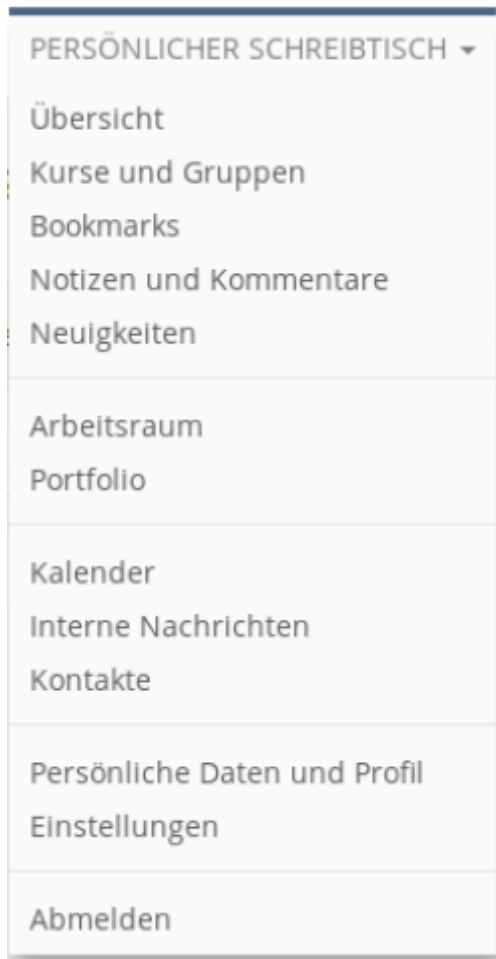 PERSÖNLICHER SCHREIBTISCH
Übersicht
Kurse und Gruppen
Bookmarks
Notizen und Kommentare
Neuigkeiten
Arbeitsraum
Portfolio
Kalender
Interne Nachrichten
Kontakte
Persönliche Daten und Profil
Einstellungen
Abmelden